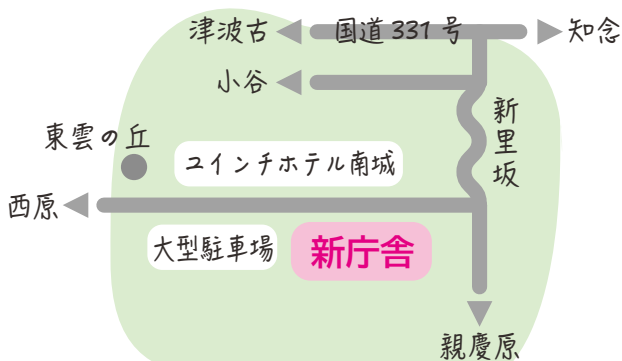 津波古
国道331号
知念
小谷
新里坂
東雲の丘
ユインチホテル南城
西原
大型駐車場
新庁舎
親慶原